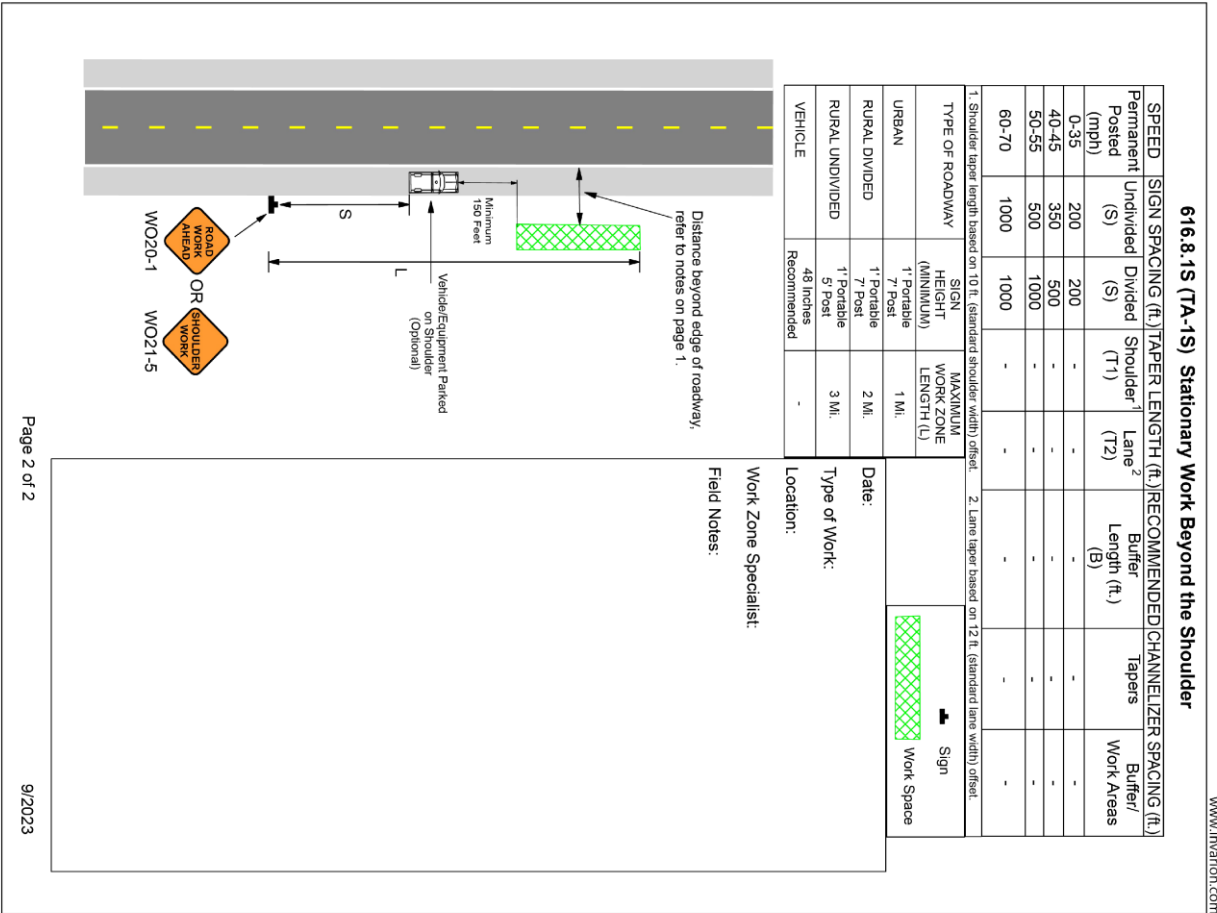 www.invarion.com
616.8.1S (TA-1S) Stationary Work Beyond the Shoulder
SPEED SIGN SPACING (ft.) TAPER LENGTH (ft.) RECOMMENDED CHANNELIZER SPACING (ft.)
Permanent Posted (mph) Undivided (S) Divided (S) Shoulder¹ (T1) Lane² (T2) Buffer Length (ft.) (B) Tapers Buffer/ Work Areas
0-35 200 200 - - - - -
40-45 350 500 - - - - -
50-55 500 1000 - - - - -
60-70 1000 1000 - - - - -
1. Shoulder taper length based on 10 ft. (standard shoulder width) offset. 2. Lane taper based on 12 ft. (standard lane width) offset.
TYPE OF ROADWAY SIGN HEIGHT (MINIMUM) MAXIMUM WORK ZONE LENGTH (L)
URBAN 1' Portable 7' Post 1 Mi.
RURAL DIVIDED 1' Portable 7' Post 2 Mi.
RURAL UNDIVIDED 1' Portable 5' Post 3 Mi.
VEHICLE 48 Inches Recommended -
Sign
Work Space
Distance beyond edge of roadway,
refer to notes on page 1.
Minimum
150 Feet
Vehicle/Equipment Parked
on Shoulder
(Optional)
S
L
ROAD
WORK
AHEAD
OR
SHOULDER
WORK
WO20-1
WO21-5
Date:
Type of Work:
Location:
Work Zone Specialist:
Field Notes:
Page 2 of 2
9/2023